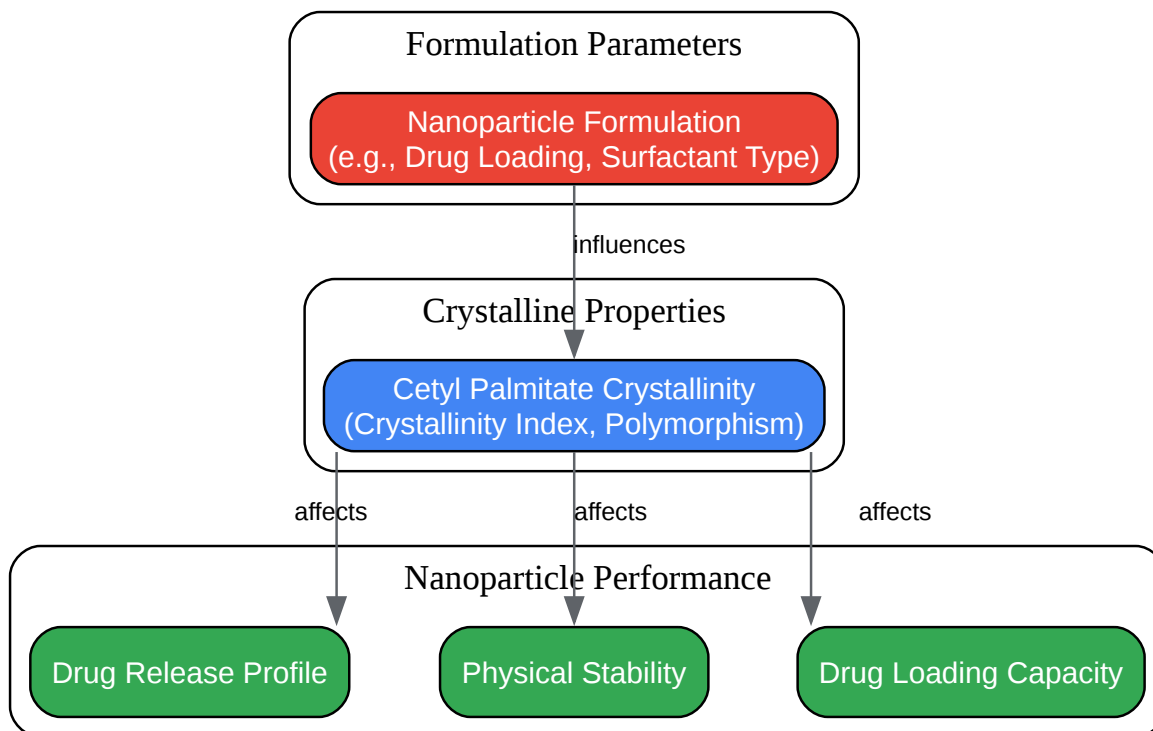 Formulation Parameters
Nanoparticle Formulation
(e.g., Drug Loading, Surfactant Type)
influences
Crystalline Properties
Cetyl Palmitate Crystallinity
(Crystallinity Index, Polymorphism)
affects
affects
affects
Nanoparticle Performance
Drug Release Profile
Physical Stability
Drug Loading Capacity